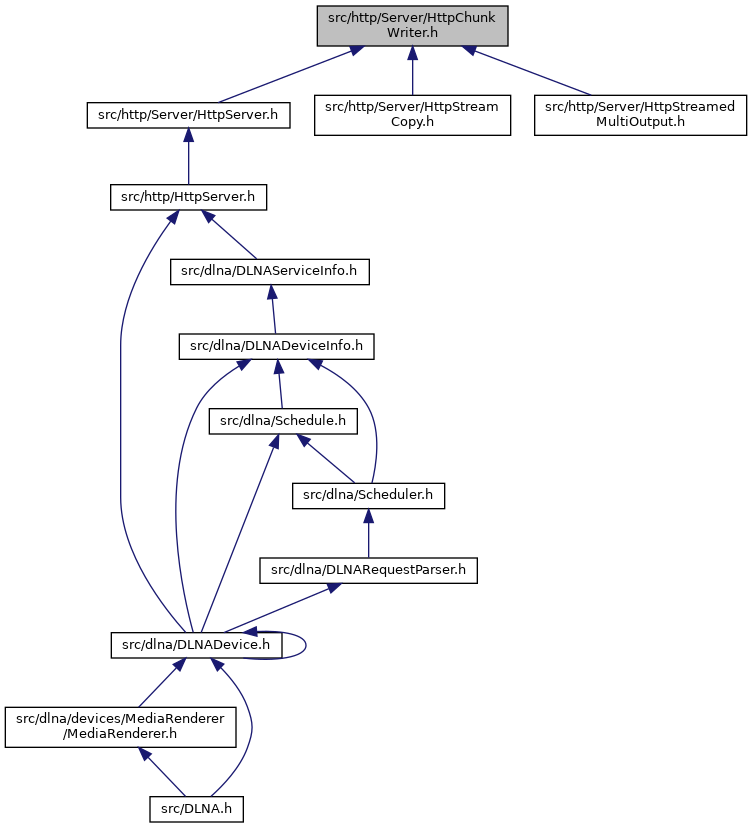 src/http/Server/HttpChunk
Writer.h
src/http/Server/HttpServer.h
src/http/Server/HttpStream
Copy.h
src/http/Server/HttpStreamed
MultiOutput.h
src/http/HttpServer.h
src/dlna/DLNAServiceInfo.h
src/dlna/DLNADeviceInfo.h
src/dlna/Schedule.h
src/dlna/Scheduler.h
src/dlna/DLNARequestParser.h
src/dlna/DLNADevice.h
src/dlna/devices/MediaRenderer
/MediaRenderer.h
src/DLNA.h